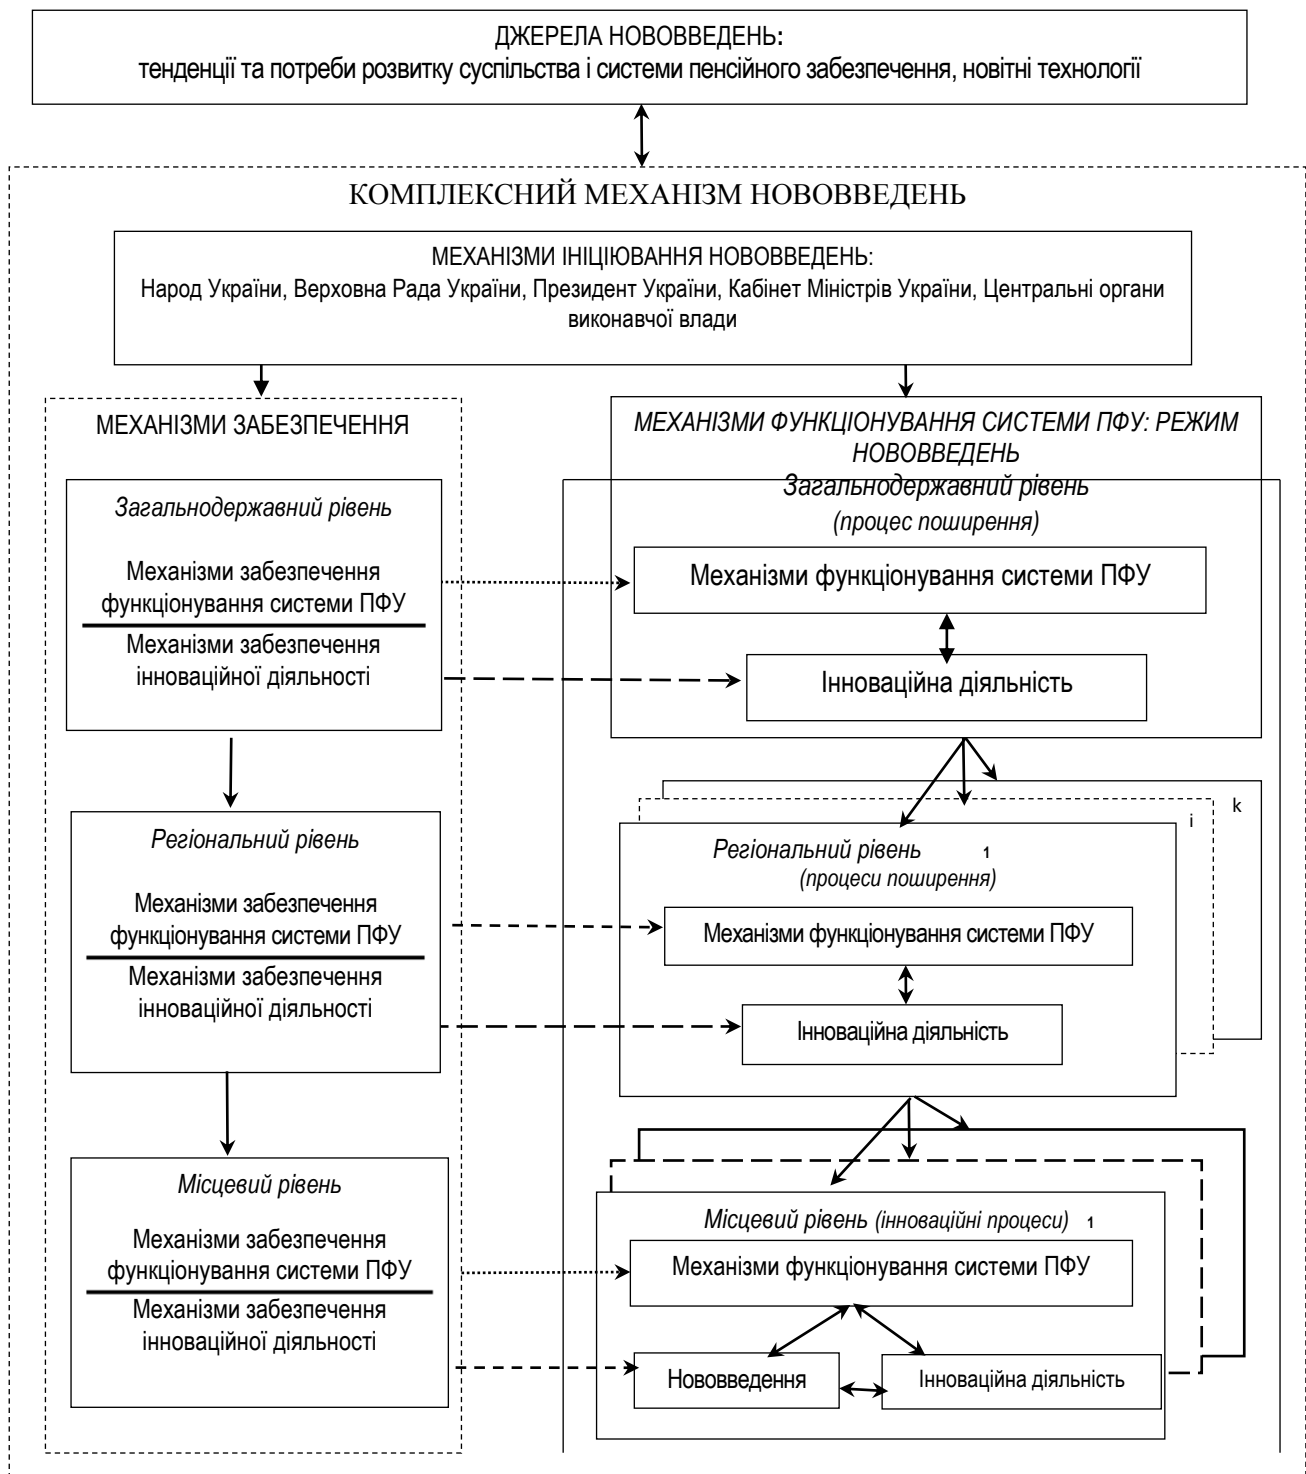 ДЖЕРЕЛА НОВОВВЕДЕНЬ:
тенденції та потреби розвитку суспільства і системи пенсійного забезпечення, новітні технології
КОМПЛЕКСНИЙ МЕХАНІЗМ НОВОВВЕДЕНЬ
МЕХАНІЗМИ ІНІЦІЮВАННЯ НОВОВВЕДЕНЬ:
Народ України, Верховна Рада України, Президент України, Кабінет Міністрів України, Центральні органи
виконавчої влади
МЕХАНІЗМИ ЗАБЕЗПЕЧЕННЯ
Загальнодержавний рівень
Механізми забезпечення
функціонування системи ПФУ
Механізми забезпечення
інноваційної діяльності
Регіональний рівень
Механізми забезпечення
функціонування системи ПФУ
Механізми забезпечення
інноваційної діяльності
Місцевий рівень
Механізми забезпечення
функціонування системи ПФУ
Механізми забезпечення
інноваційної діяльності
МЕХАНІЗМИ ФУНКЦІОНУВАННЯ СИСТЕМИ ПФУ: РЕЖИМ
НОВОВВЕДЕНЬ
Загальнодержавний рівень
(процес поширення)
Механізми функціонування системи ПФУ
Інноваційна діяльність
k
i
Регіональний рівень 1
(процеси поширення)
Механізми функціонування системи ПФУ
Інноваційна діяльність
Місцевий рівень (інноваційні процеси) 1
Механізми функціонування системи ПФУ
Нововведення
Інноваційна діяльність